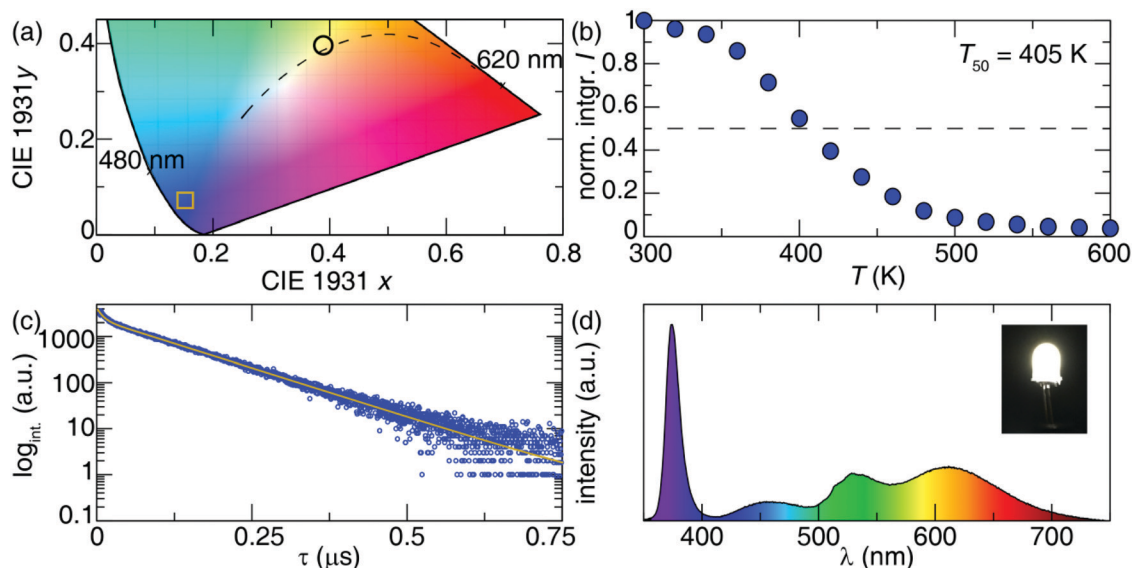 (a)
0.4
0.2
0
CIE 1931 y
620 nm
480 nm
0 0.2 0.4 0.6 0.8
CIE 1931 x
(b)
1
0.8
0.6
0.4
0.2
0
norm. intgr. I
T50 = 405 K
300 400 500 600
T (K)
(c)
1000
100
10
1
0.1
log int. (a.u.)
0 0.25 0.5 0.75
τ (μs)
(d)
intensity (a.u.)
400 500 600 700
λ (nm)